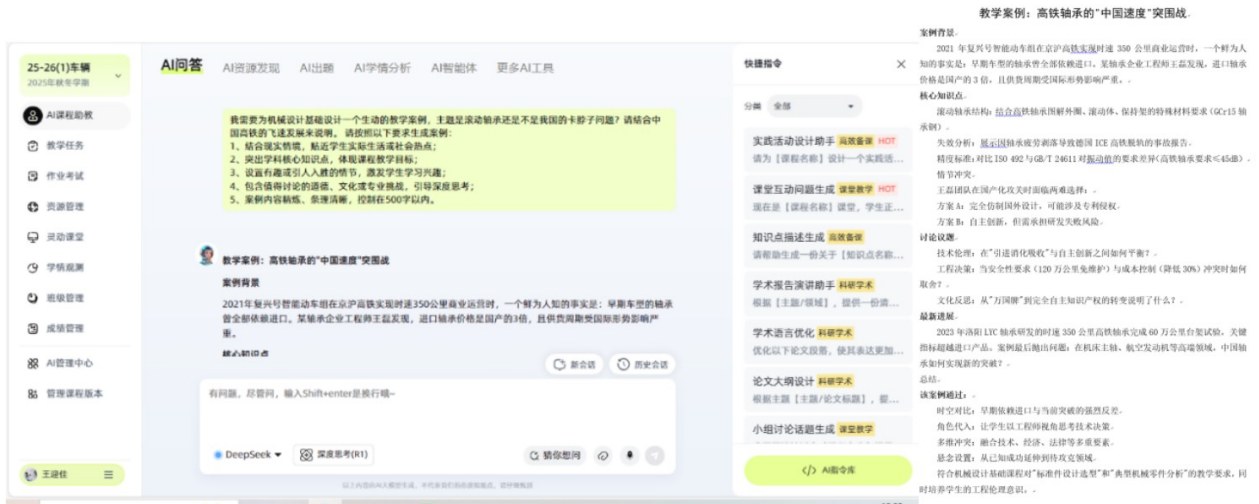 25-26(1)车辆
2025年秋冬学期
AI课程助教
教学任务
作业考试
资源管理
灵动课堂
学情观测
班级管理
成绩管理
AI管理中心
管理课程版本
AI问答 AI资源发现 AI出题 AI学情分析 AI智能体 更多AI工具
我需要为机械设计基础设计一个生动的教学案例，主题是滚动轴承还是不是我国的卡脖子问题？请结合中
国高铁的飞速发展来说明。 请按照以下要求生成案例：
1、结合现实情境，贴近学生实际生活或社会热点；
2、突出学科核心知识点，体现课程教学目标；
3、设置有趣或引人入胜的情节，激发学生学习兴趣；
4、包含值得讨论的道德、文化或专业挑战，引导深度思考；
5、案例内容精炼、条理清晰，控制在500字以内。
教学案例：高铁轴承的"中国速度"突围战
案例背景
2021年复兴号智能动车组在京沪高铁实现时速350公里商业运营时，一个鲜为人知的事实是：早期车型的轴承
曾全部依赖进口。某轴承企业工程师王磊发现，进口轴承价格是国产的3倍，且供货周期受国际形势影响严
重。
核心知识点
新会话 历史会话
有问题，尽管问，输入Shift+enter是换行哦~
DeepSeek 深度思考(R1) 猜你想问
快捷指令
分类 全部
实践活动设计助手 高效备课 HOT
请为【课程名称】设计一个实践活...
课堂互动问题生成 课堂教学 HOT
现在是【课程名称】课堂，学生正...
知识点描述生成 高效备课
请帮助生成一份关于【知识点名称...
学术报告演讲助手 科研学术
根据【主题/领域】，提供一份请...
学术语言优化 科研学术
优化以下论文段落，使其表达更加...
论文大纲设计 科研学术
根据主题【主题/论文标题】，...
小组讨论话题生成 课堂教学
AI指令库
教学案例：高铁轴承的"中国速度"突围战
案例背景
2021 年复兴号智能动车组在京沪高铁实现时速 350 公里商业运营时，一个鲜为人
知的事实是：早期车型的轴承曾全部依赖进口。某轴承企业工程师王磊发现，进口轴承
价格是国产的 3 倍，且供货周期受国际形势影响严重。
核心知识点
滚动轴承结构：结合高铁轴承图解外圈、滚动体、保持架的特殊材料要求（GCr15 轴
承钢）。
失效分析：展示因轴承疲劳剥落导致德国 ICE 高铁脱轨的事故报告。
精度标准：对比 ISO 492 与 GB/T 24611 对振动值的要求差异（高铁轴承要求≤45dB）。
情节冲突。
王磊团队在国产化攻关时面临两难选择：
方案 A：完全仿制国外设计，可能涉及专利侵权。
方案 B：自主创新，但需承担研发失败风险。
讨论议题
技术伦理：在"引进消化吸收"与自主创新之间如何平衡？
工程决策：当安全性要求（120 万公里免维护）与成本控制（降低 30%）冲突时如何
取舍？
文化反思：从"万国牌"到完全自主知识产权的转变说明了什么？
最新进展
2023 年洛阳 LYC 轴承研发的时速 350 公里高铁轴承完成 60 万公里台架试验，关键
指标超越进口产品。案例最后抛出问题：在机床主轴、航空发动机等高端领域，中国轴
承如何实现新的突破？
总结
该案例通过：
时空对比：早期依赖进口与当前突破的强烈反差。
角色代入：让学生以工程师视角思考技术决策。
多维冲突：融合技术、经济、法律等多重要素。
悬念设置：从已知成功延伸到待攻克领域。
符合机械设计基础课程对"标准件设计选型"和"典型机械零件分析"的教学要求，同
时培养学生的工程伦理意识。